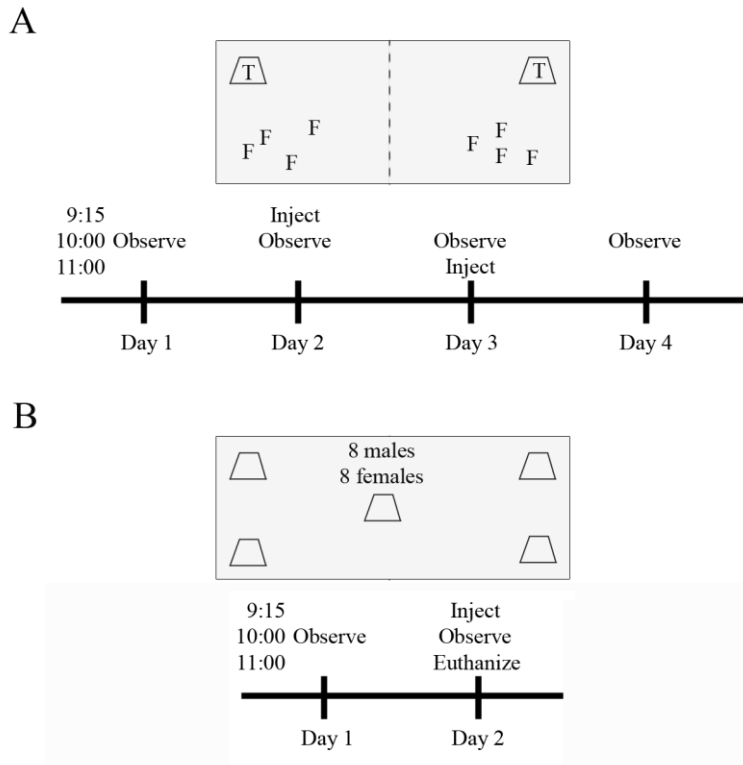 A
T T
F F F F F F F F
9:15 Inject
10:00 Observe Observe Observe Observe
11:00 Inject
Day 1 Day 2 Day 3 Day 4
B
8 males
8 females
9:15 Inject
10:00 Observe Observe
11:00 Euthanize
Day 1 Day 2